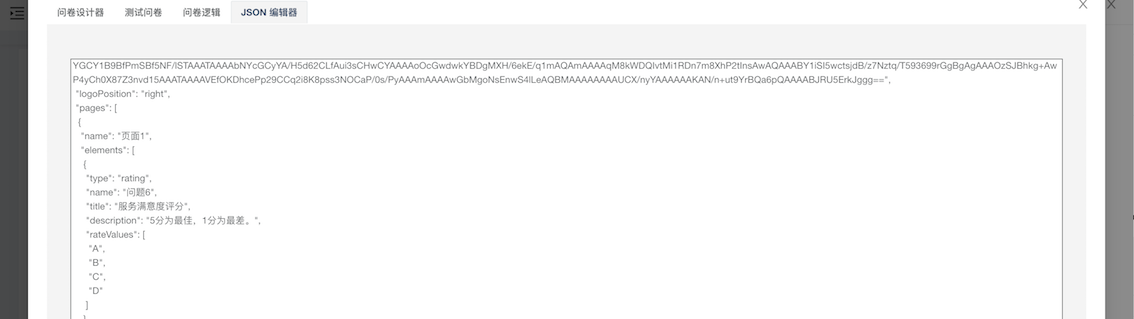 问卷设计器 测试问卷 问卷逻辑 JSON 编辑器
YGCY1B9BfPmSBf5NF/lSTAAATAAAAbNYcGCyYA/H5d62CLfAui3sCHwCYAAAAoOcGwdwkYBDgMXH/6ekE/q1mAQAmAAAAqM8kWDQlvtMi1RDn7m8XhP2tlnsAwAQAAABY1iSI5wctsjdB/z7Nztq/T593699rGgBgAgAAAOzSJBhkg+Aw
P4yCh0X87Z3nvd15AAATAAAAVEfOKDhcePp29CCq2i8K8pss3NOCaP/0s/PyAAAmAAAAwGbMgoNsEnwS4lLeAQBMAAAAAAAAUCX/nyYAAAAAAKAN/n+ut9YrBQa6pQAAAABJRU5ErkJggg==",
"logoPosition": "right",
"pages": [
{
"name": "页面1",
"elements": [
{
"type": "rating",
"name": "问题6",
"title": "服务满意度评分",
"description": "5分为最佳，1分为最差。",
"rateValues": [
"A",
"B",
"C",
"D"
]